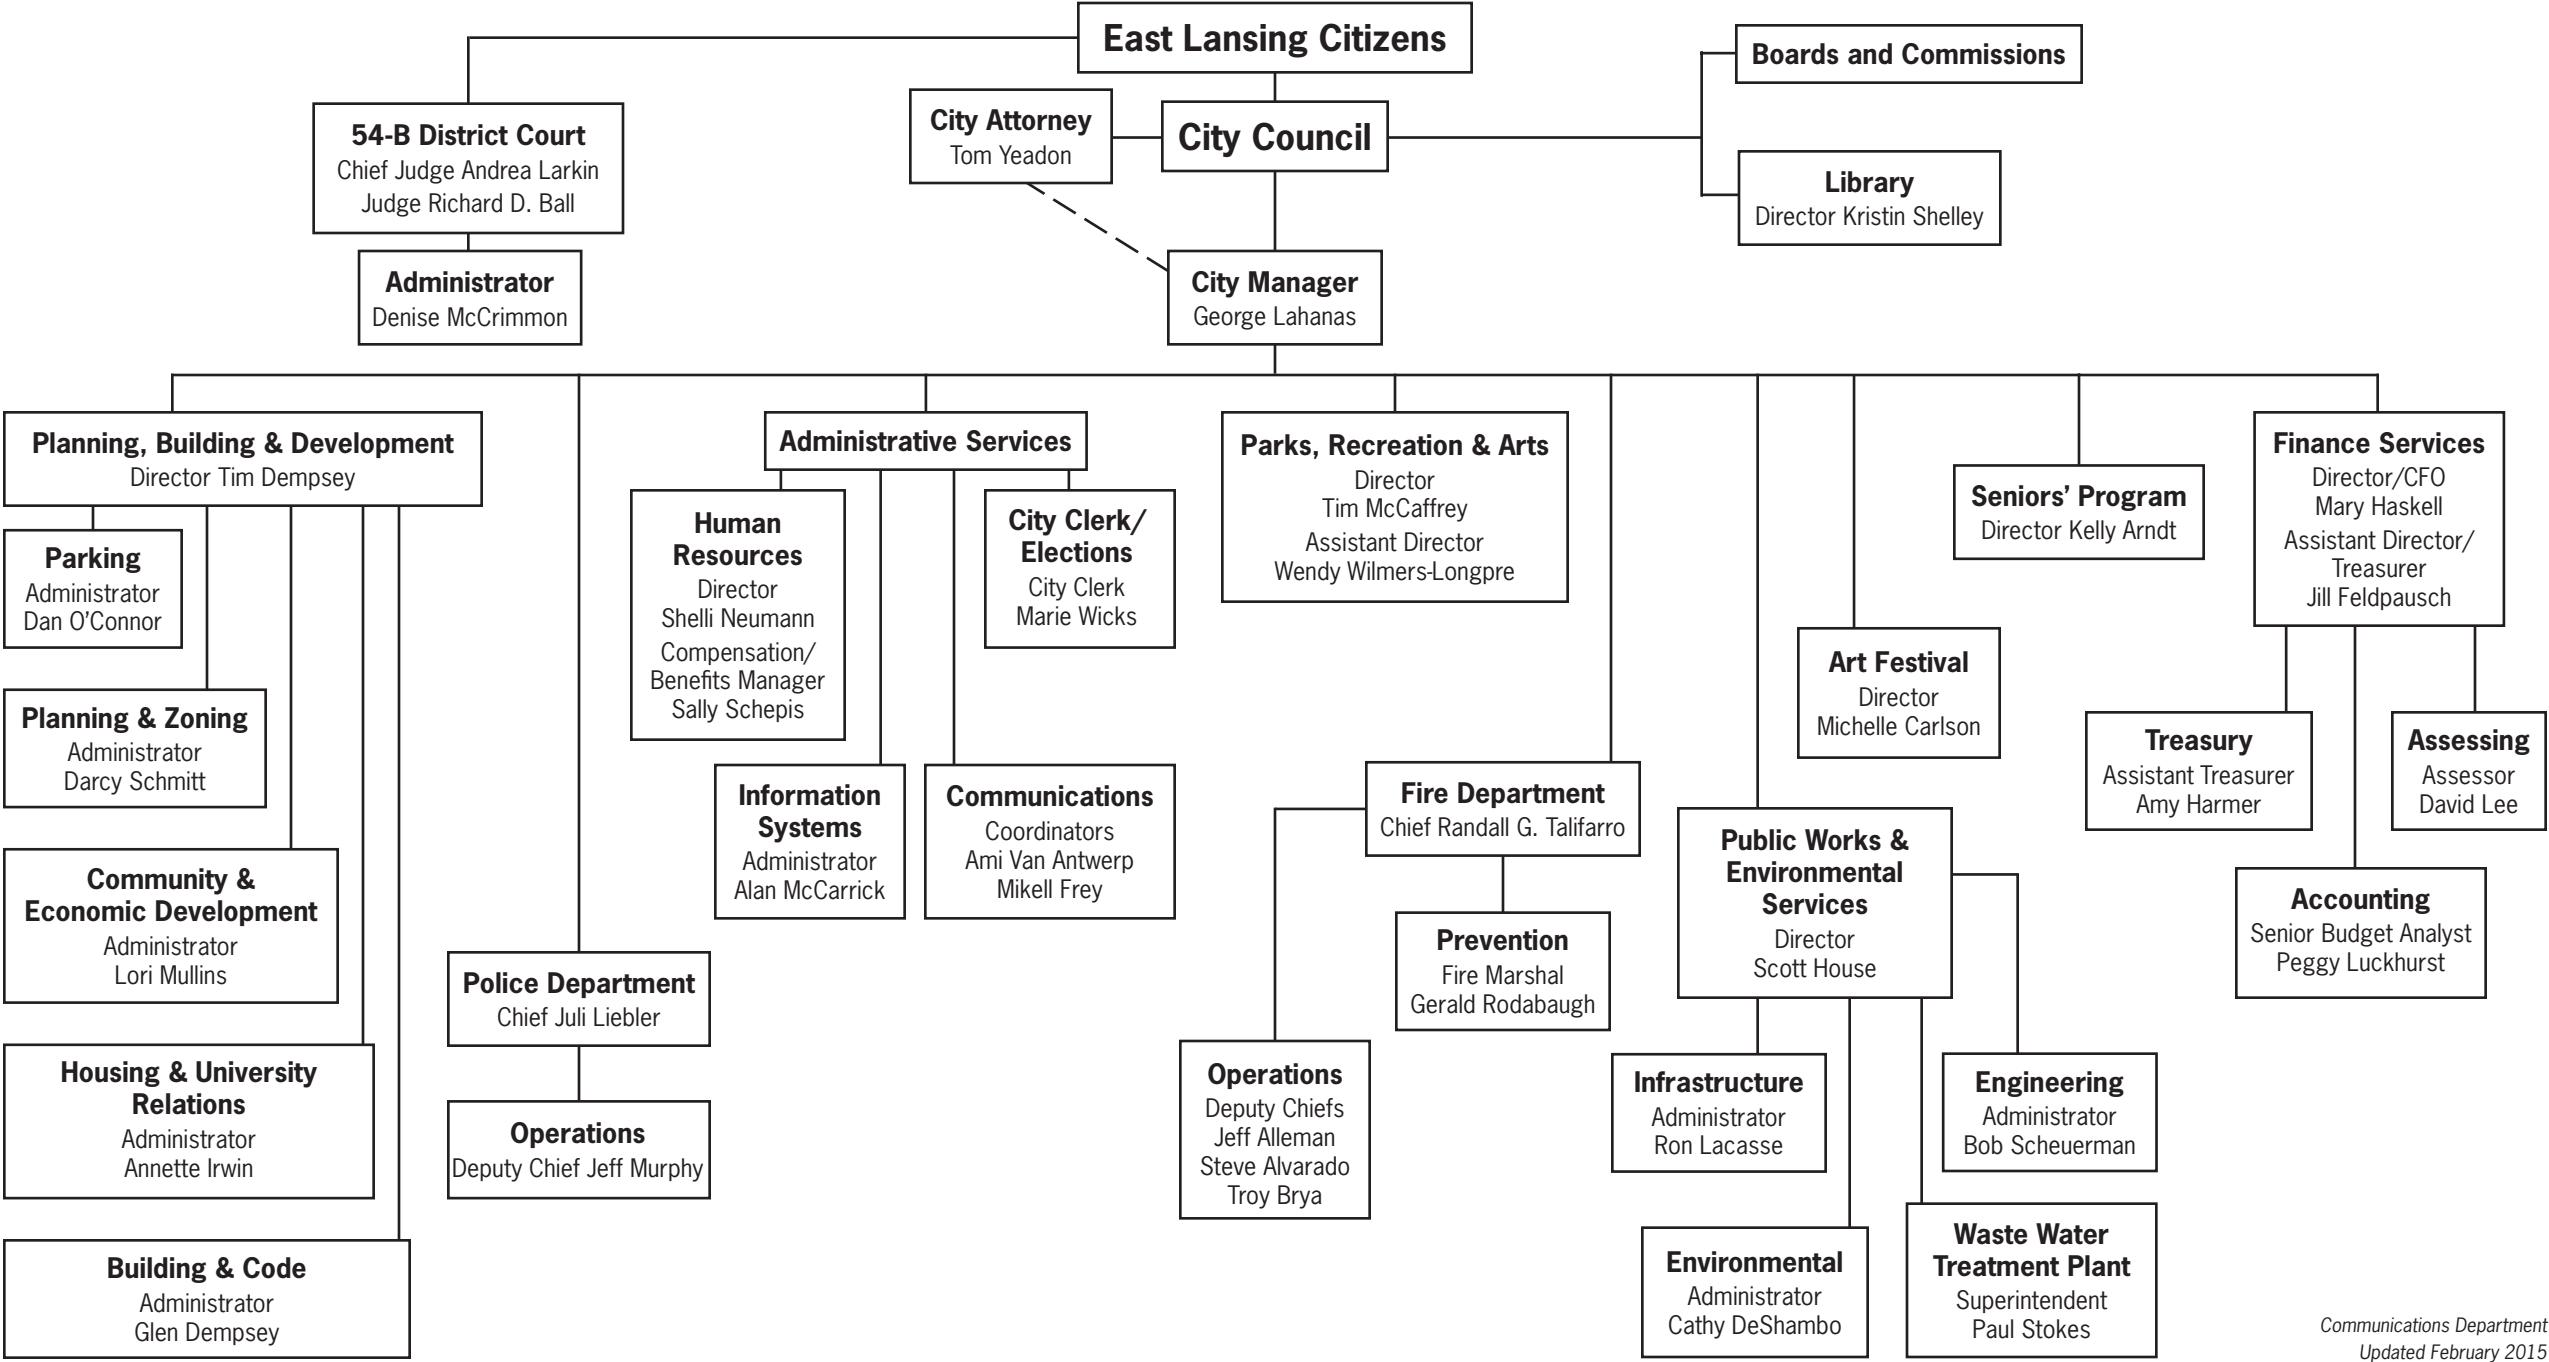 East Lansing Citizens
Boards and Commissions
54-B District Court
Chief Judge Andrea Larkin
Judge Richard D. Ball
City Attorney
Tom Yeadon
City Council
Library
Director Kristin Shelley
Administrator
Denise McCrimmon
City Manager
George Lahanas
Planning, Building & Development
Director Tim Dempsey
Parking
Administrator
Dan O’Connor
Planning & Zoning
Administrator
Darcy Schmitt
Community &
Economic Development
Administrator
Lori Mullins
Housing & University
Relations
Administrator
Annette Irwin
Building & Code
Administrator
Glen Dempsey
Police Department
Chief Juli Liebler
Operations
Deputy Chief Jeff Murphy
Administrative Services
Human
Resources
Director
Shelli Neumann
Compensation/
Benefits Manager
Sally Schepis
City Clerk/
Elections
City Clerk
Marie Wicks
Information
Systems
Administrator
Alan McCarrick
Communications
Coordinators
Ami Van Antwerp
Mikell Frey
Parks, Recreation & Arts
Director
Tim McCaffrey
Assistant Director
Wendy Wilmers-Longpre
Fire Department
Chief Randall G. Talifarro
Prevention
Fire Marshal
Gerald Rodabaugh
Operations
Deputy Chiefs
Jeff Alleman
Steve Alvarado
Troy Brya
Public Works &
Environmental
Services
Director
Scott House
Infrastructure
Administrator
Ron Lacasse
Engineering
Administrator
Bob Scheuerman
Environmental
Administrator
Cathy DeShambo
Waste Water
Treatment Plant
Superintendent
Paul Stokes
Art Festival
Director
Michelle Carlson
Seniors’ Program
Director Kelly Arndt
Finance Services
Director/CFO
Mary Haskell
Assistant Director/
Treasurer
Jill Feldpausch
Treasury
Assistant Treasurer
Amy Harmer
Assessing
Assessor
David Lee
Accounting
Senior Budget Analyst
Peggy Luckhurst
Communications Department
Updated February 2015